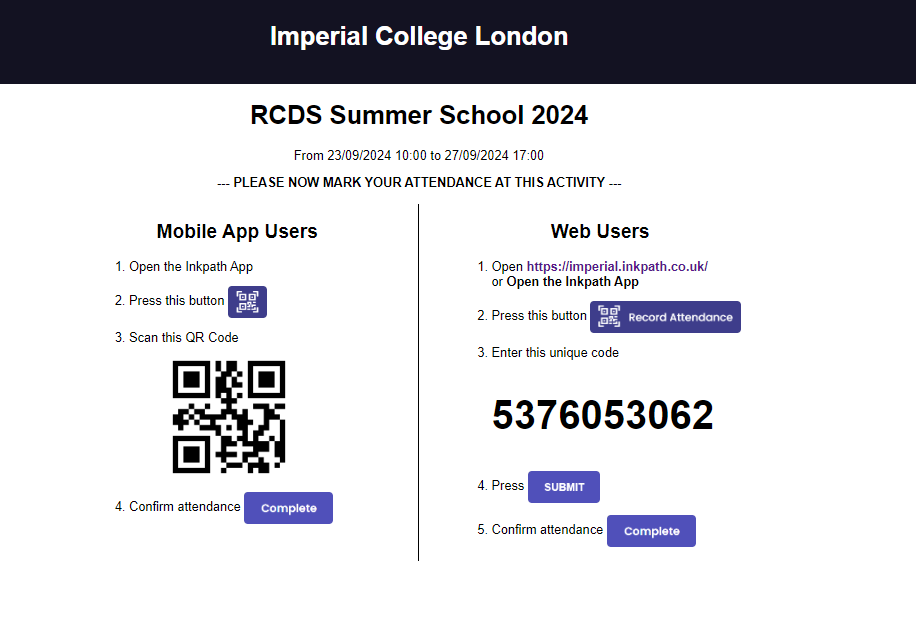 Imperial College London
RCDS Summer School 2024
From 23/09/2024 10:00 to 27/09/2024 17:00
--- PLEASE NOW MARK YOUR ATTENDANCE AT THIS ACTIVITY ---
Mobile App Users
1. Open the Inkpath App
2. Press this button
3. Scan this QR Code
4. Confirm attendance Complete
Web Users
1. Open https://imperial.inkpath.co.uk/
or Open the Inkpath App
2. Press this button Record Attendance
3. Enter this unique code
5376053062
4. Press SUBMIT
5. Confirm attendance Complete